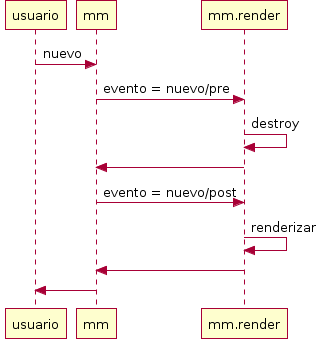 usuario mm mm.render
nuevo
evento = nuevo/pre
destroy
evento = nuevo/post
renderizar
usuario mm mm.render